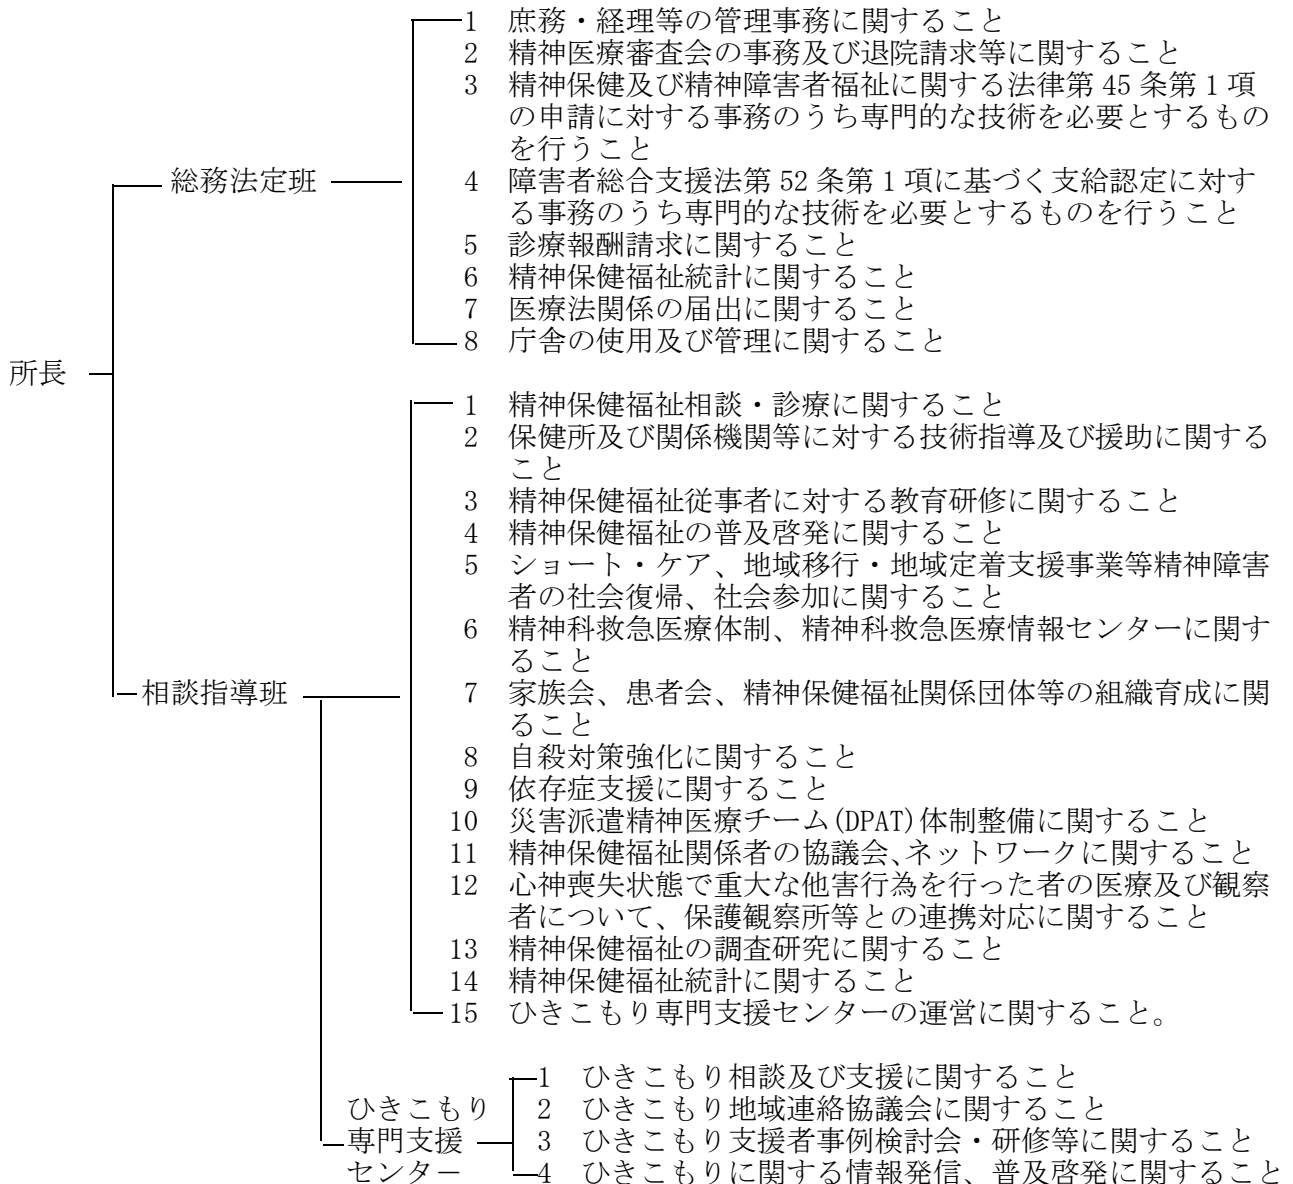 所長
総務法定班
1 庶務・経理等の管理事務に関すること
2 精神医療審査会の事務及び退院請求等に関すること
3 精神保健及び精神障害者福祉に関する法律第 45 条第 1 項
の申請に対する事務のうち専門的な技術を必要とするもの
を行うこと
4 障害者総合支援法第 52 条第 1 項に基づく支給認定に対す
る事務のうち専門的な技術を必要とするものを行うこと
5 診療報酬請求に関すること
6 精神保健福祉統計に関すること
7 医療法関係の届出に関すること
8 庁舎の使用及び管理に関すること
相談指導班
1 精神保健福祉相談・診療に関すること
2 保健所及び関係機関等に対する技術指導及び援助に関する
こと
3 精神保健福祉従事者に対する教育研修に関すること
4 精神保健福祉の普及啓発に関すること
5 ショート・ケア、地域移行・地域定着支援事業等精神障害
者の社会復帰、社会参加に関すること
6 精神科救急医療体制、精神科救急医療情報センターに関す
ること
7 家族会、患者会、精神保健福祉関係団体等の組織育成に関
ること
8 自殺対策強化に関すること
9 依存症支援に関すること
10 災害派遣精神医療チーム(DPAT)体制整備に関すること
11 精神保健福祉関係者の協議会、ネットワークに関すること
12 心神喪失状態で重大な他害行為を行った者の医療及び観察
者について、保護観察所等との連携対応に関すること
13 精神保健福祉の調査研究に関すること
14 精神保健福祉統計に関すること
15 ひきこもり専門支援センターの運営に関すること。
ひきこもり
専門支援
センター
1 ひきこもり相談及び支援に関すること
2 ひきこもり地域連絡協議会に関すること
3 ひきこもり支援者事例検討会・研修等に関すること
4 ひきこもりに関する情報発信、普及啓発に関すること